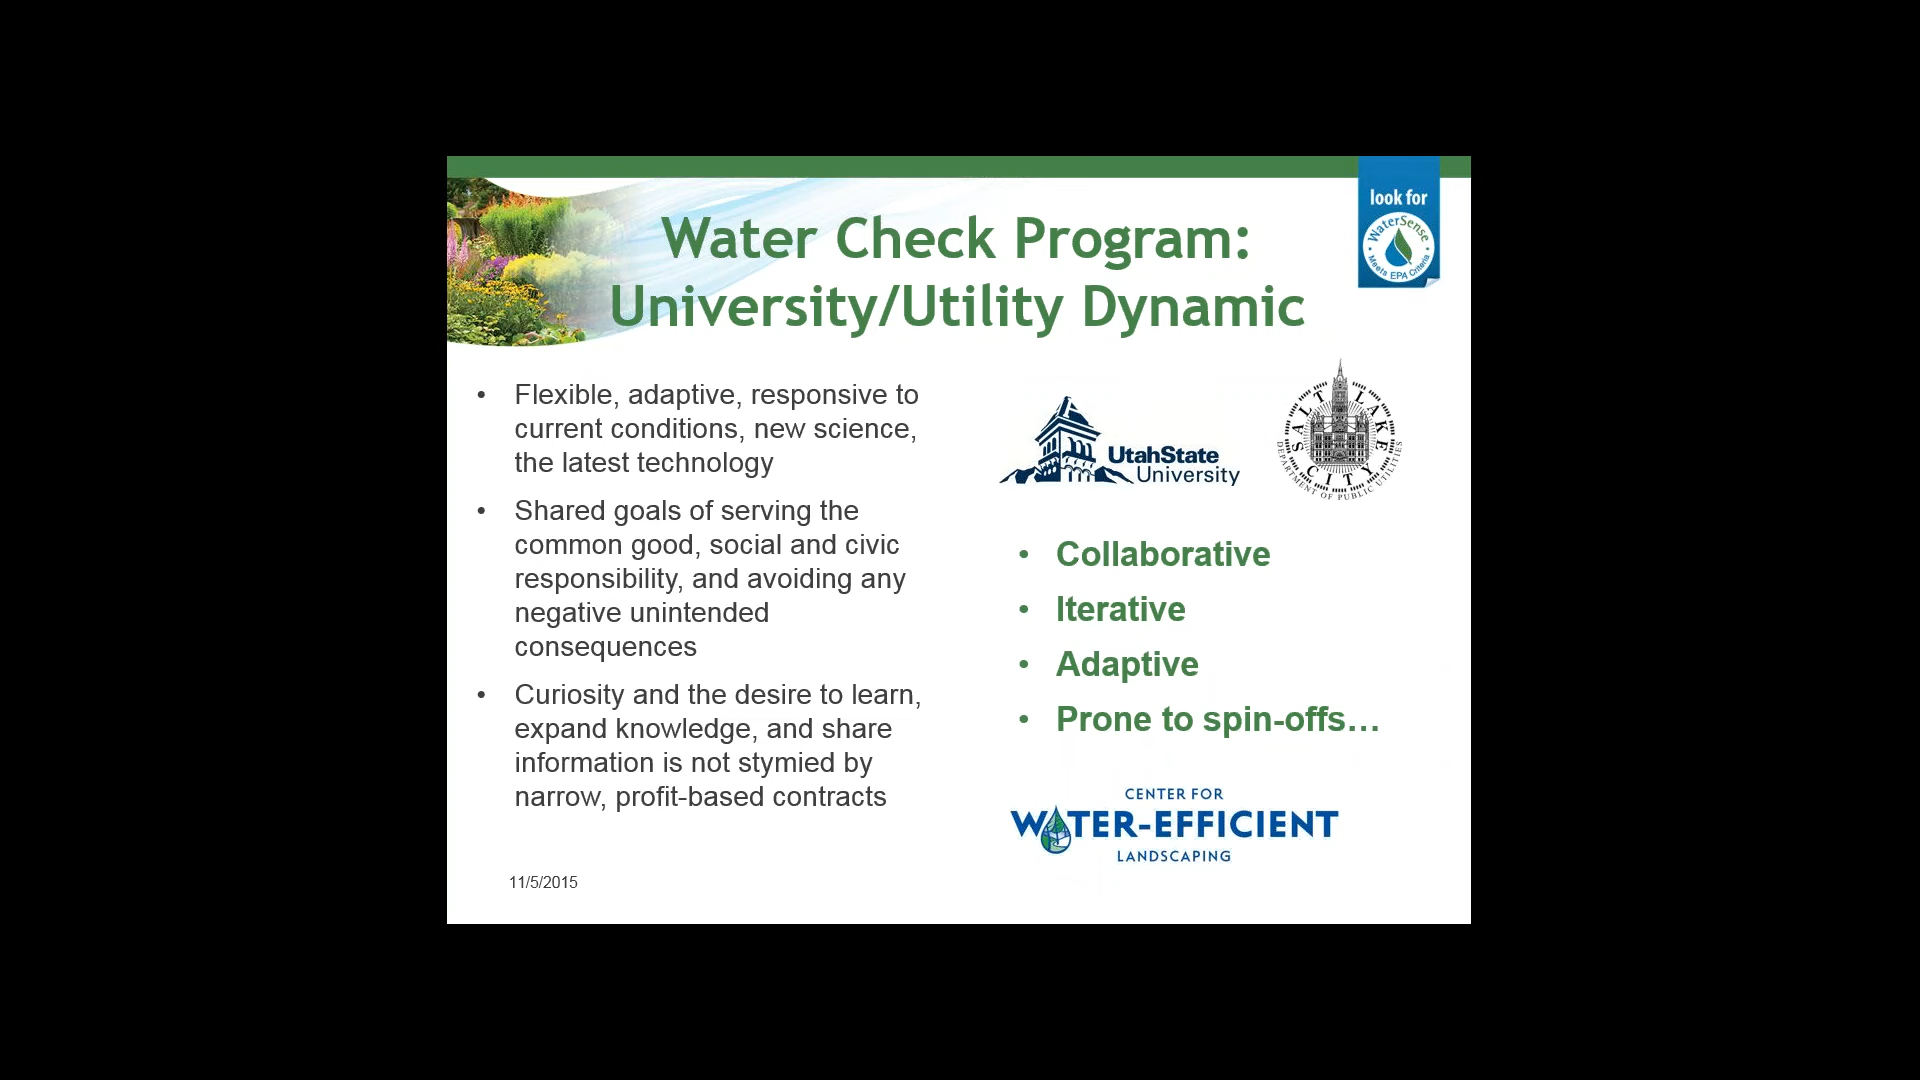 look for
WaterSense
Meets EPA Criteria
Water Check Program:
University/Utility Dynamic
• Flexible, adaptive, responsive to
current conditions, new science,
the latest technology
• Shared goals of serving the
common good, social and civic
responsibility, and avoiding any
negative unintended
consequences
• Curiosity and the desire to learn,
expand knowledge, and share
information is not stymied by
narrow, profit-based contracts
11/5/2015
UtahState
University
SALT LAKE
CITY
DEPARTMENT OF PUBLIC UTILITIES
• Collaborative
• Iterative
• Adaptive
• Prone to spin-offs…
CENTER FOR
WATER-EFFICIENT
LANDSCAPING